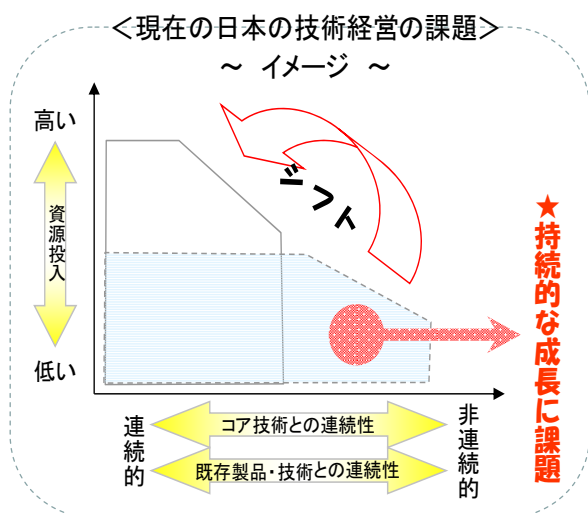 <現在の日本の技術経営の課題>
~ イメージ ~
高い
資源投入
低い
シフト
★持続的な成長に課題
連続的
コア技術との連続性
既存製品・技術との連続性
非連続的